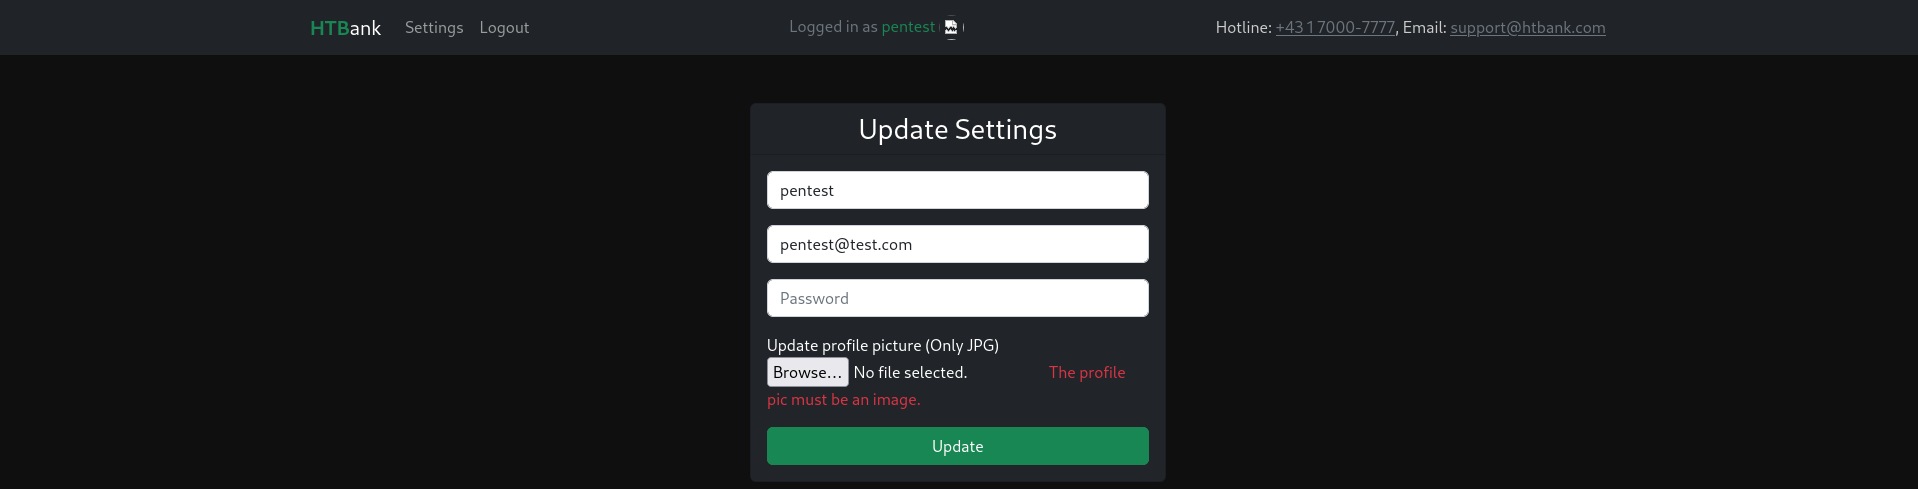 HTBank Settings Logout Logged in as pentest Hotline: +43 1 7000-7777, Email: support@htbank.com
Update Settings
pentest
pentest@test.com
Password
Update profile picture (Only JPG)
Browse... No file selected. The profile
pic must be an image.
Update